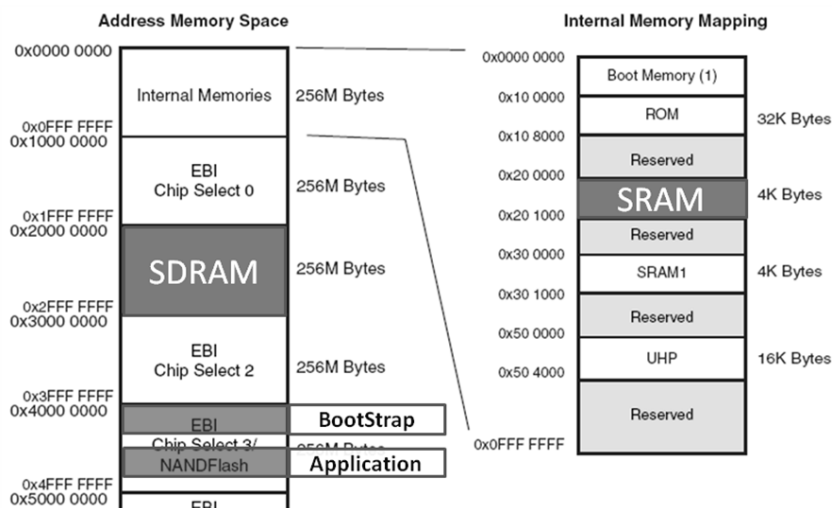 Address Memory Space
0x0000 0000
Internal Memories
256M Bytes
0x0FFF FFFF
0x1000 0000
EBI
Chip Select 0
256M Bytes
0x1FFF FFFF
0x2000 0000
SDRAM
256M Bytes
0x2FFF FFFF
0x3000 0000
EBI
Chip Select 2
256M Bytes
0x3FFF FFFF
0x4000 0000
EBI
BootStrap
Chip Select 3/
256M Bytes
NANDFlash
Application
0x4FFF FFFF
0x5000 0000
EBI
Internal Memory Mapping
0x0000 0000
Boot Memory (1)
0x10 0000
ROM
32K Bytes
0x10 8000
Reserved
0x20 0000
SRAM
4K Bytes
0x20 1000
Reserved
0x30 0000
SRAM1
4K Bytes
0x30 1000
Reserved
0x50 0000
UHP
16K Bytes
0x50 4000
Reserved
0x0FFF FFFF